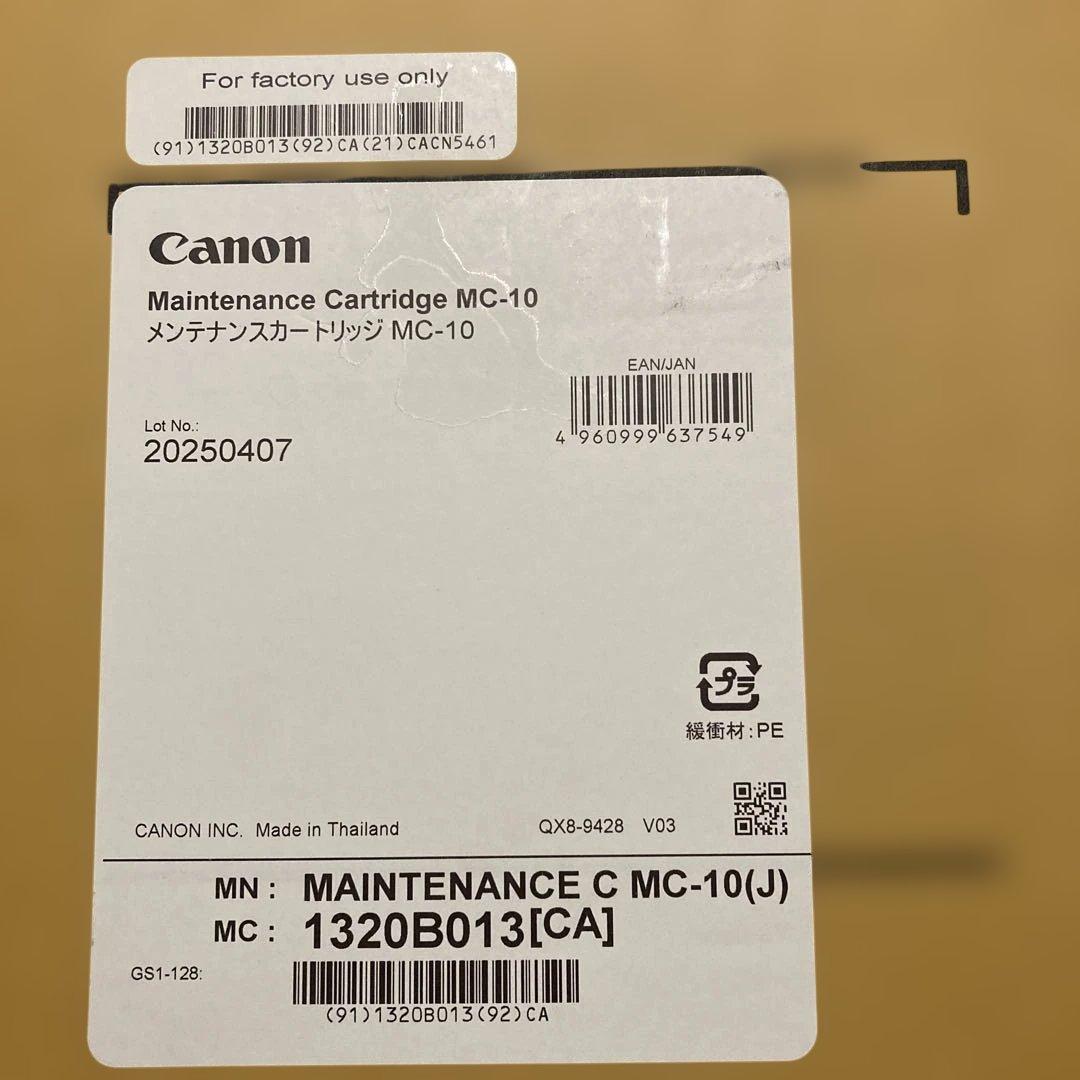 For factory use only
(91)1320B013(92)CA(21)CACN5461
Canon
Maintenance Cartridge MC-10
メンテナンスカートリッジ MC-10
EAN/JAN
4 960999 637549
Lot No.:
20250407
プラ
緩衝材:PE
CANON INC. Made in Thailand
QX8-9428 V03
MN : MAINTENANCE C MC-10(J)
MC : 1320B013[CA]
GS1-128:
(91)1320B013(92)CA